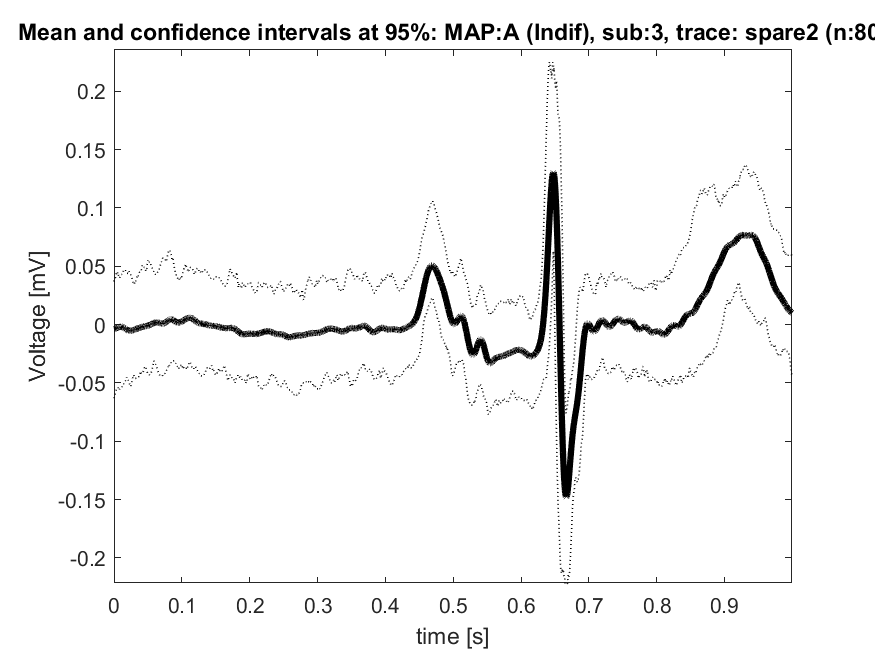 Mean and confidence intervals at 95%: MAP:A (Indif), sub:3, trace: spare2 (n:80
0.2
0.15
0.1
0.05
0
-0.05
-0.1
-0.15
-0.2
Voltage [mV]
0 0.1 0.2 0.3 0.4 0.5 0.6 0.7 0.8 0.9
time [s]